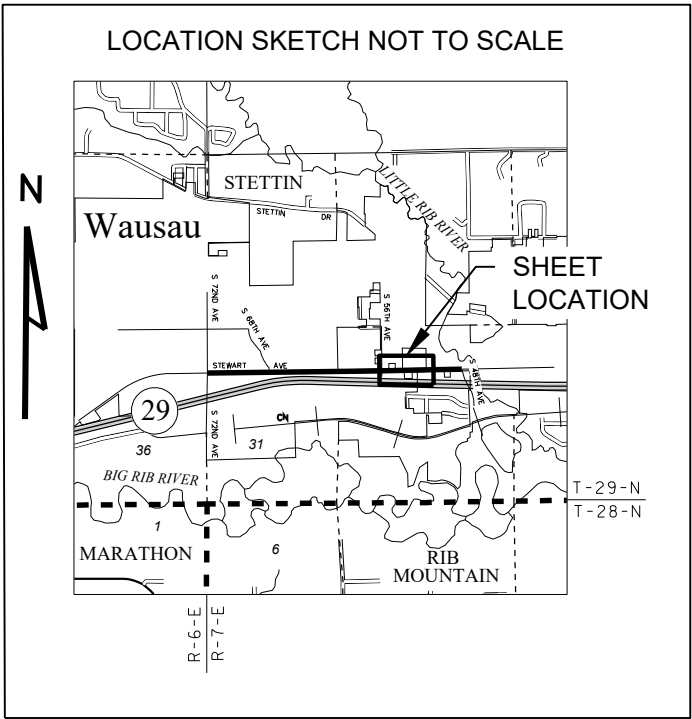 LOCATION SKETCH NOT TO SCALE
N
STETTIN
STETTIN DR
LITTLE RIB RIVER
Wausau
SHEET
LOCATION
S 72ND AVE
S 68TH AVE
S 56TH AVE
STEWART AVE
S 48TH AVE
29
S 72ND AVE
CN
36
31
BIG RIB RIVER
T-29-N
T-28-N
1
6
MARATHON
RIB
MOUNTAIN
R-6-E
R-7-E